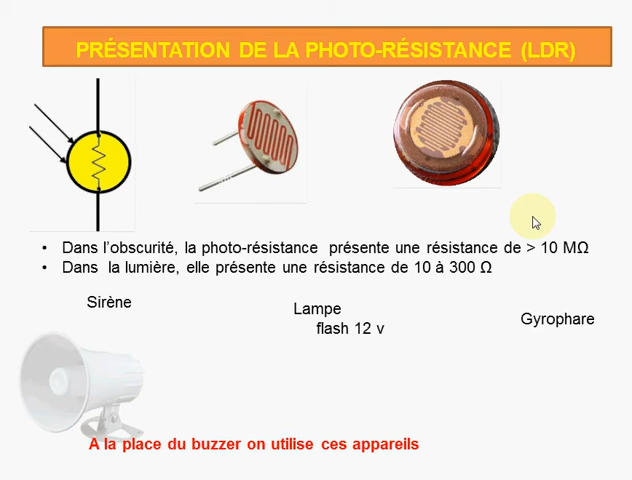 PRÉSENTATION DE LA PHOTO-RÉSISTANCE (LDR)
• Dans l'obscurité, la photo-résistance présente une résistance de > 10 MΩ
• Dans la lumière, elle présente une résistance de 10 à 300 Ω
Sirène
Lampe
flash 12 v
Gyrophare
A la place du buzzer on utilise ces appareils